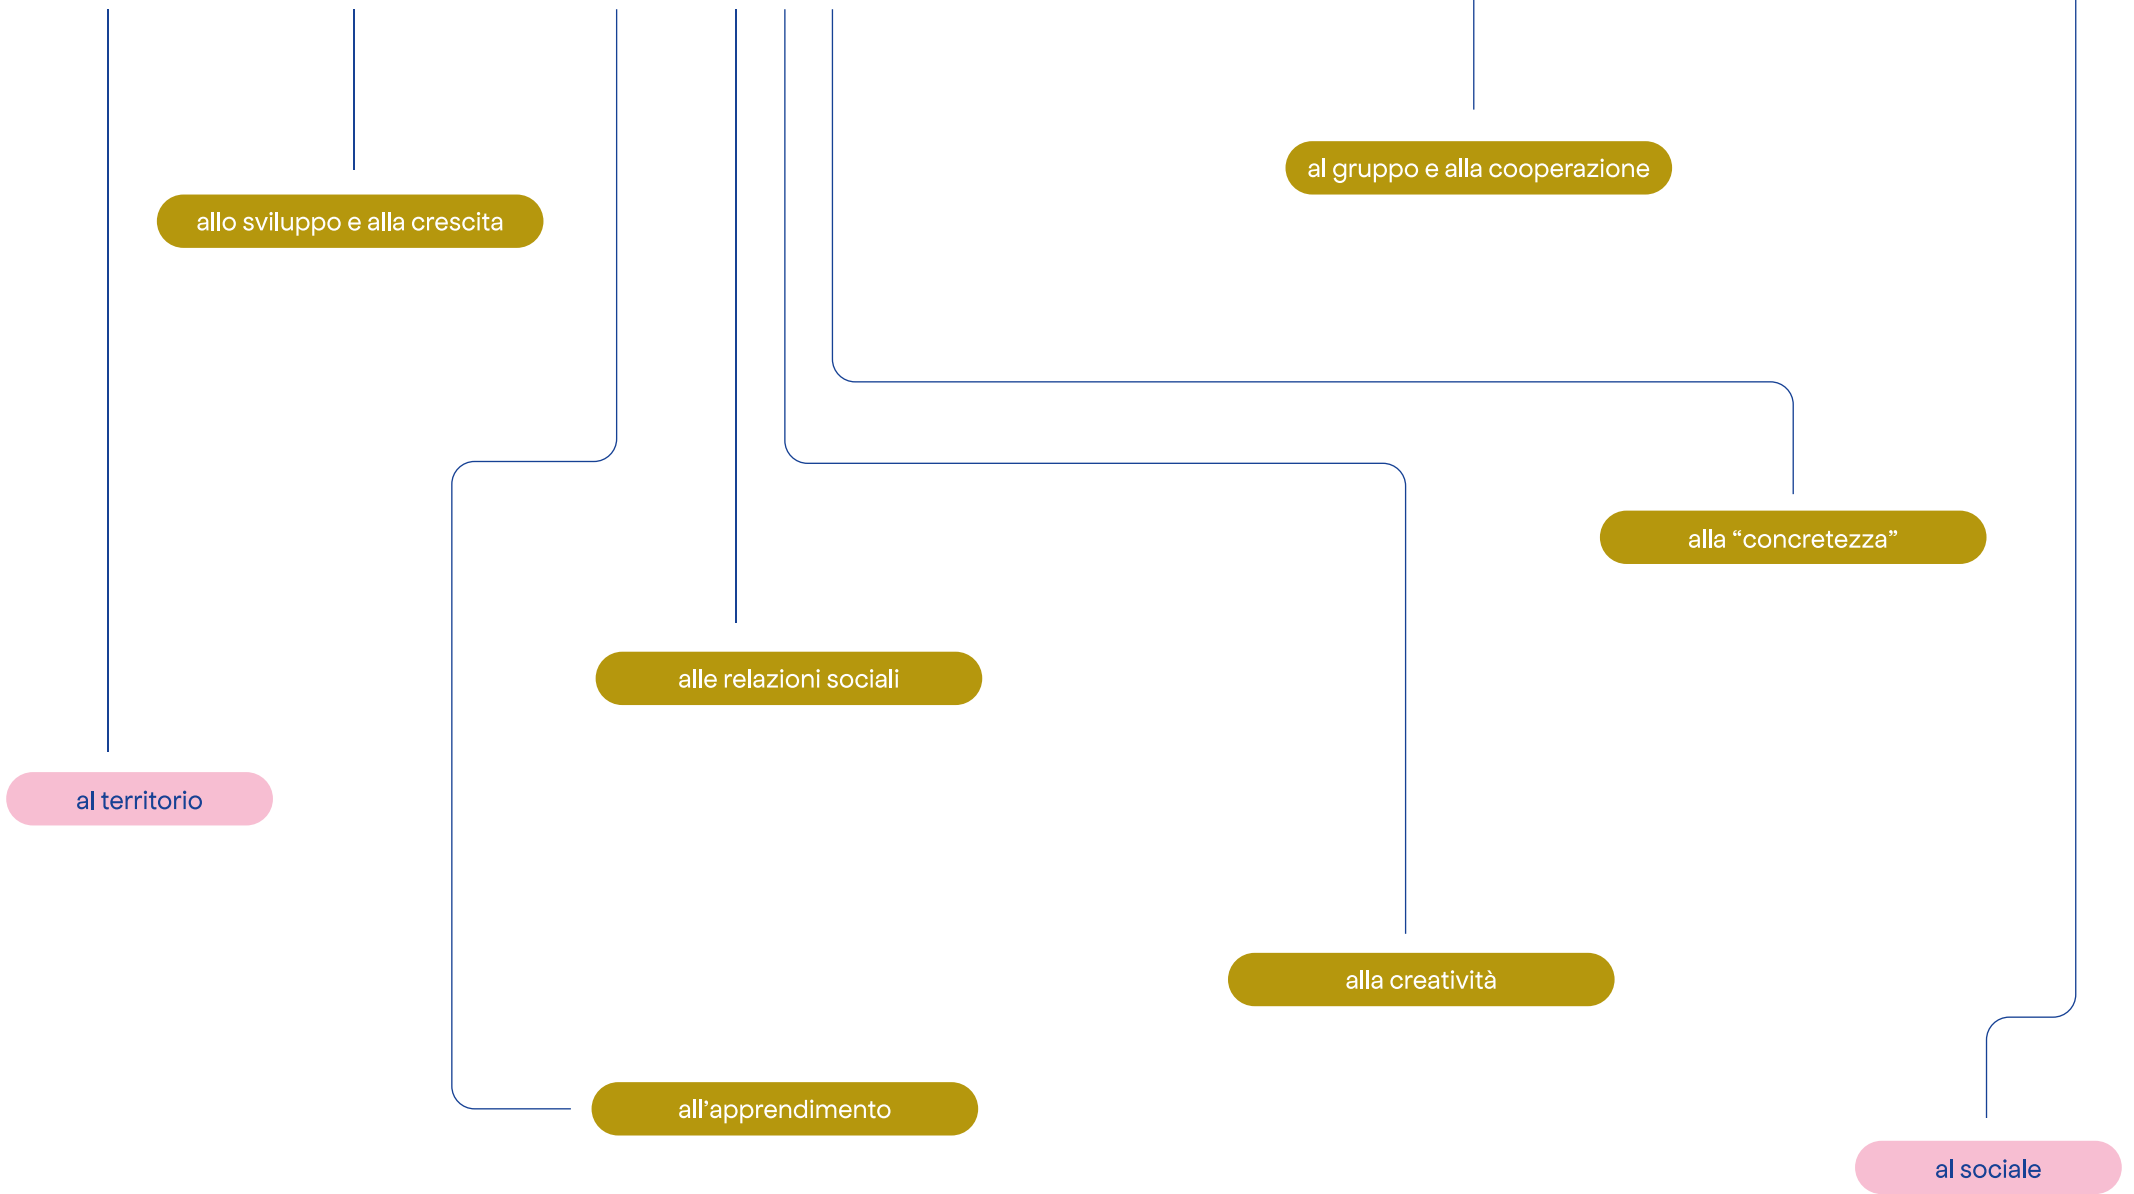 al gruppo e alla cooperazione
allo sviluppo e alla crescita
alla “concretezza”
alle relazioni sociali
al territorio
alla creatività
all’apprendimento
al sociale